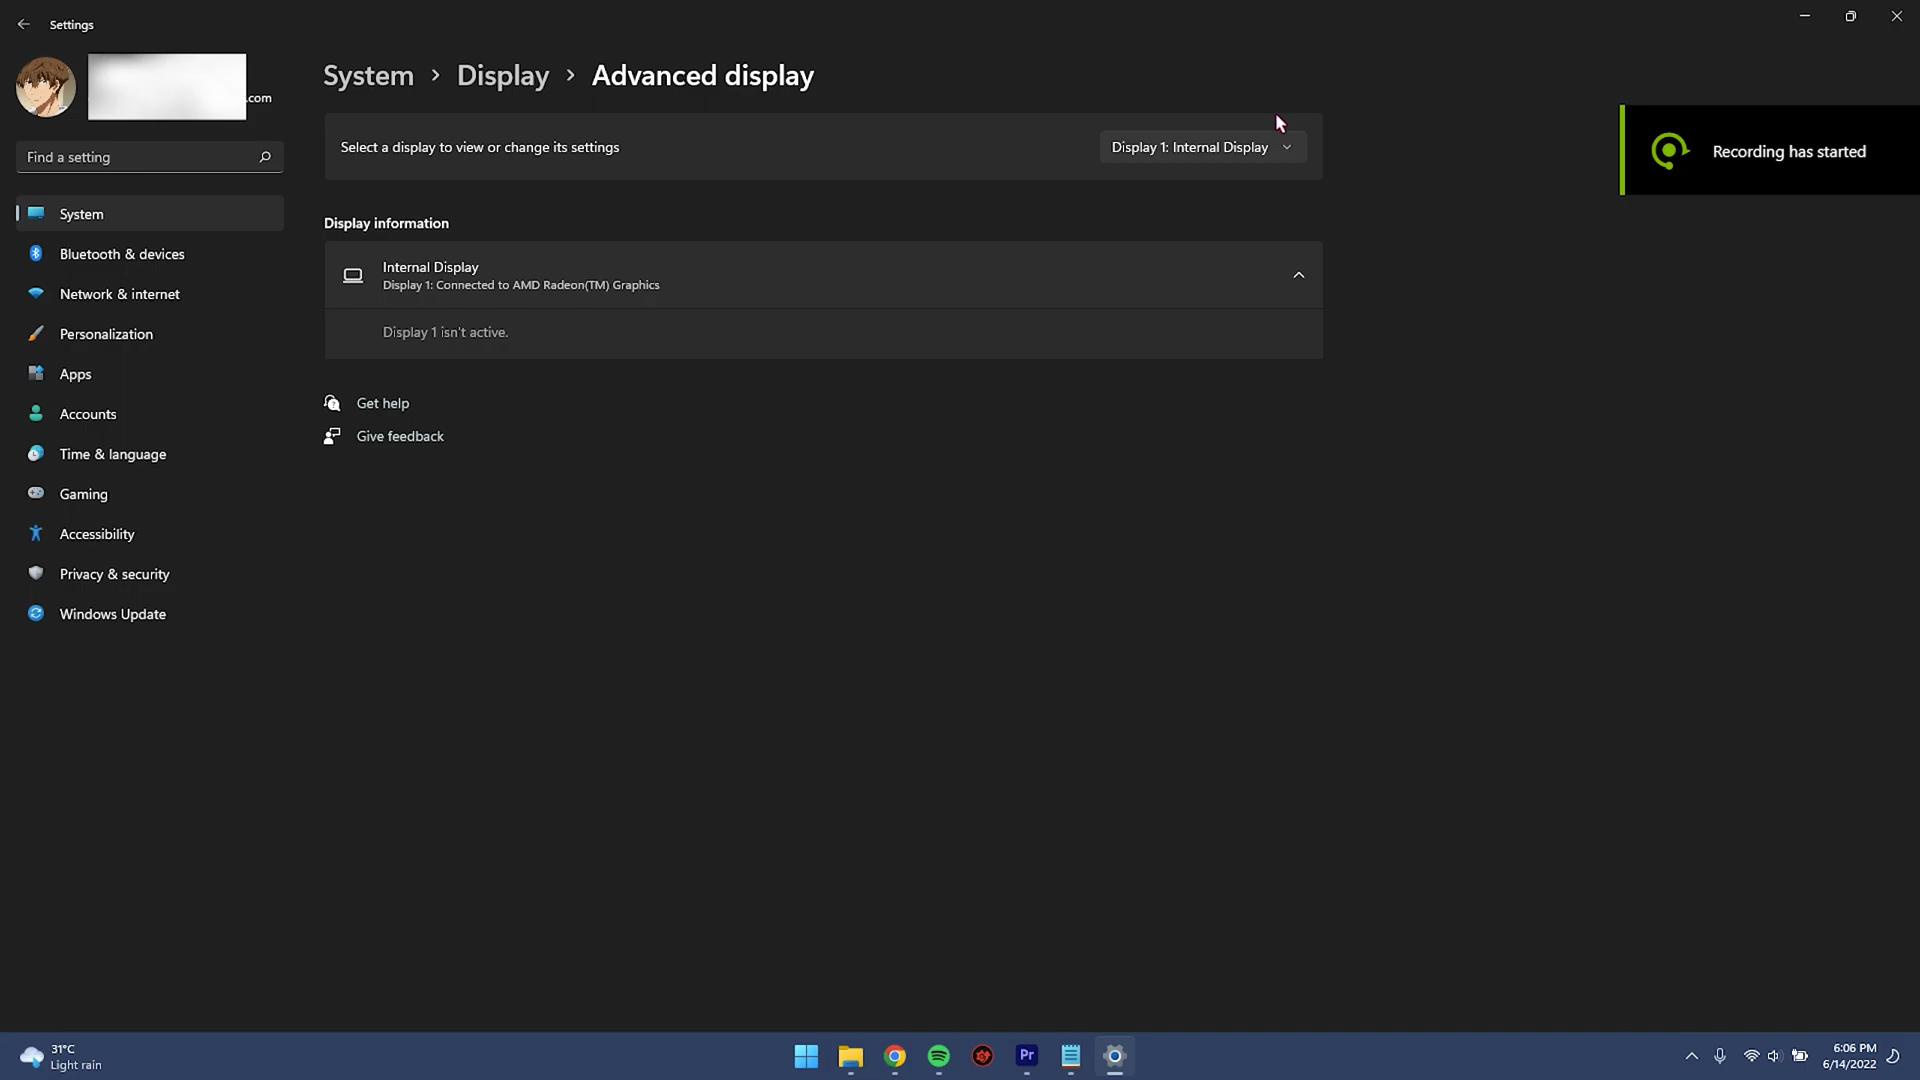 Settings
.com
Find a setting
System
Bluetooth & devices
Network & internet
Personalization
Apps
Accounts
Time & language
Gaming
Accessibility
Privacy & security
Windows Update
System > Display > Advanced display
Select a display to view or change its settings
Display 1: Internal Display
Display information
Internal Display
Display 1: Connected to AMD Radeon(TM) Graphics
Display 1 isn't active.
Get help
Give feedback
Recording has started
31°C
Light rain
Pr
6:06 PM
6/14/2022